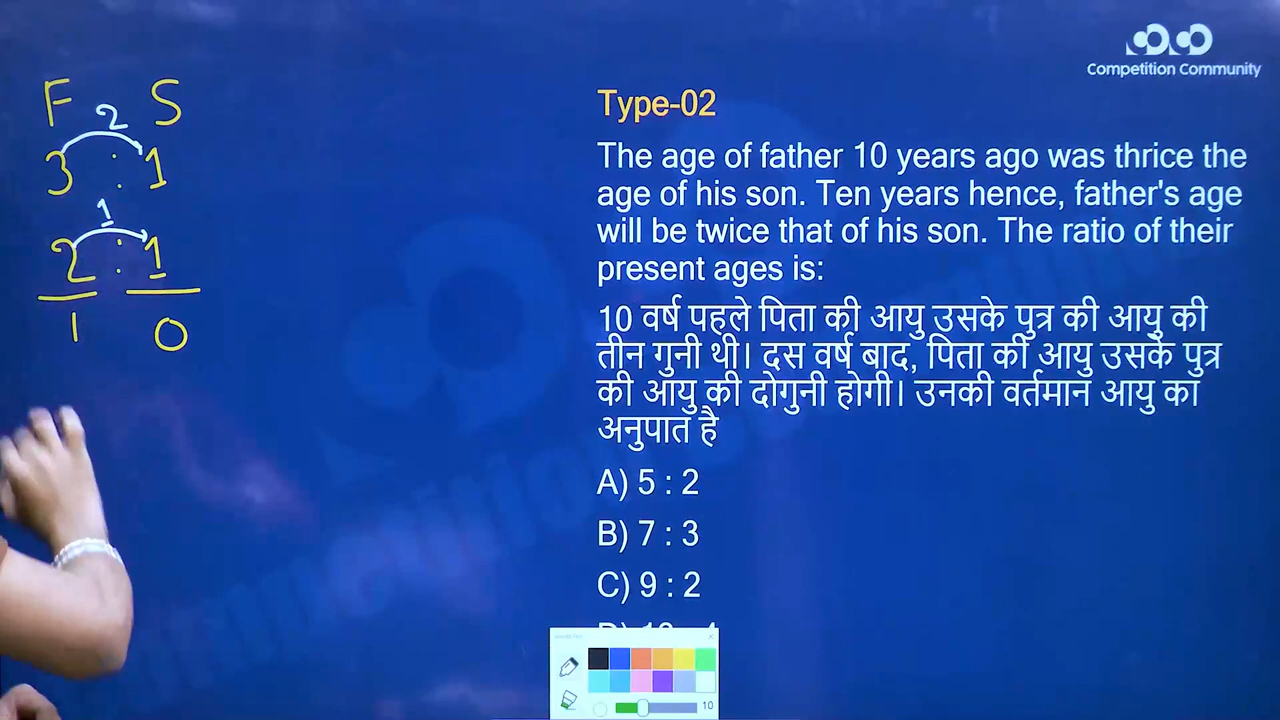 Competition Community
F 2 S
3 : 1
1
2 : 1
1 0
Type-02
The age of father 10 years ago was thrice the
age of his son. Ten years hence, father's age
will be twice that of his son. The ratio of their
present ages is:
10 वर्ष पहले पिता की आयु उसके पुत्र की आयु की
तीन गुनी थी। दस वर्ष बाद, पिता की आयु उसके पुत्र
की आयु की दोगुनी होगी। उनकी वर्तमान आयु का
अनुपात है
A) 5 : 2
B) 7 : 3
C) 9 : 2
10